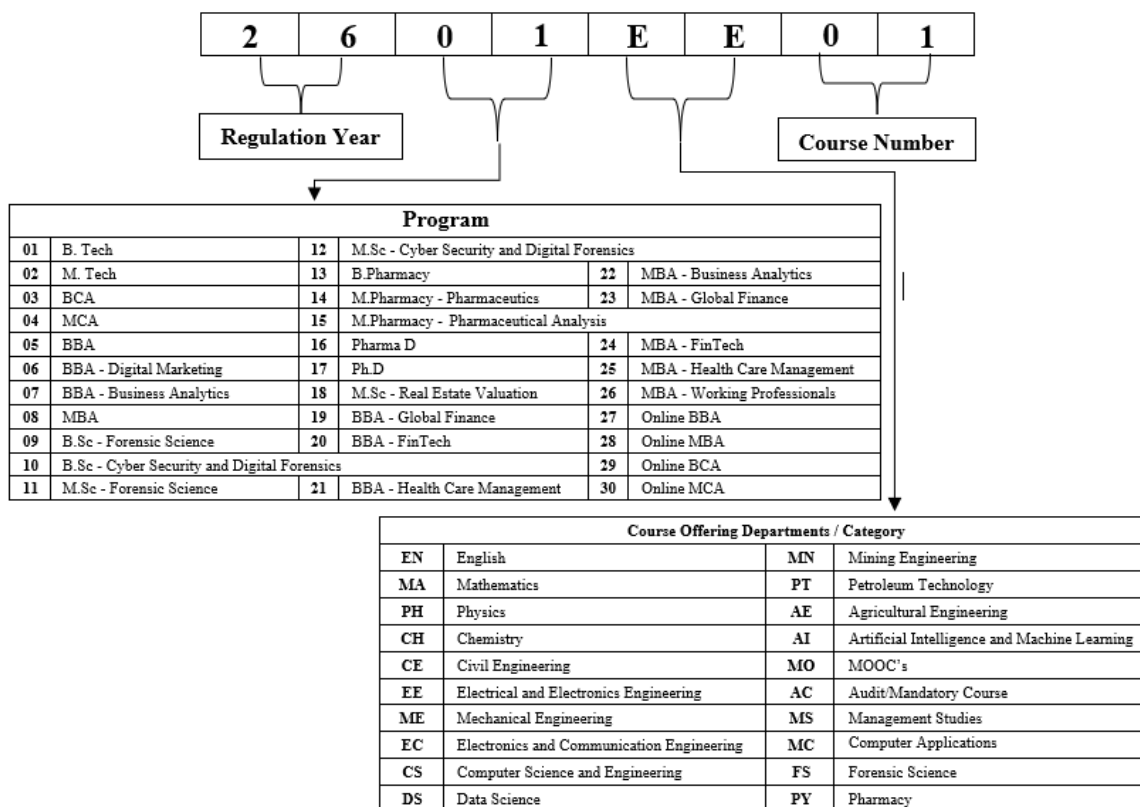 2 6 0 1 E E 0 1
Regulation Year
Course Number
Program
01 B. Tech 12 M.Sc - Cyber Security and Digital Forensics
02 M. Tech 13 B.Pharmacy 22 MBA - Business Analytics
03 BCA 14 M.Pharmacy - Pharmaceutics 23 MBA - Global Finance
04 MCA 15 M.Pharmacy - Pharmaceutical Analysis
05 BBA 16 Pharma D 24 MBA - FinTech
06 BBA - Digital Marketing 17 Ph.D 25 MBA - Health Care Management
07 BBA - Business Analytics 18 M.Sc - Real Estate Valuation 26 MBA - Working Professionals
08 MBA 19 BBA - Global Finance 27 Online BBA
09 B.Sc - Forensic Science 20 BBA - FinTech 28 Online MBA
10 B.Sc - Cyber Security and Digital Forensics 29 Online BCA
11 M.Sc - Forensic Science 21 BBA - Health Care Management 30 Online MCA
Course Offering Departments / Category
EN English MN Mining Engineering
MA Mathematics PT Petroleum Technology
PH Physics AE Agricultural Engineering
CH Chemistry AI Artificial Intelligence and Machine Learning
CE Civil Engineering MO MOOC's
EE Electrical and Electronics Engineering AC Audit/Mandatory Course
ME Mechanical Engineering MS Management Studies
EC Electronics and Communication Engineering MC Computer Applications
CS Computer Science and Engineering FS Forensic Science
DS Data Science PY Pharmacy